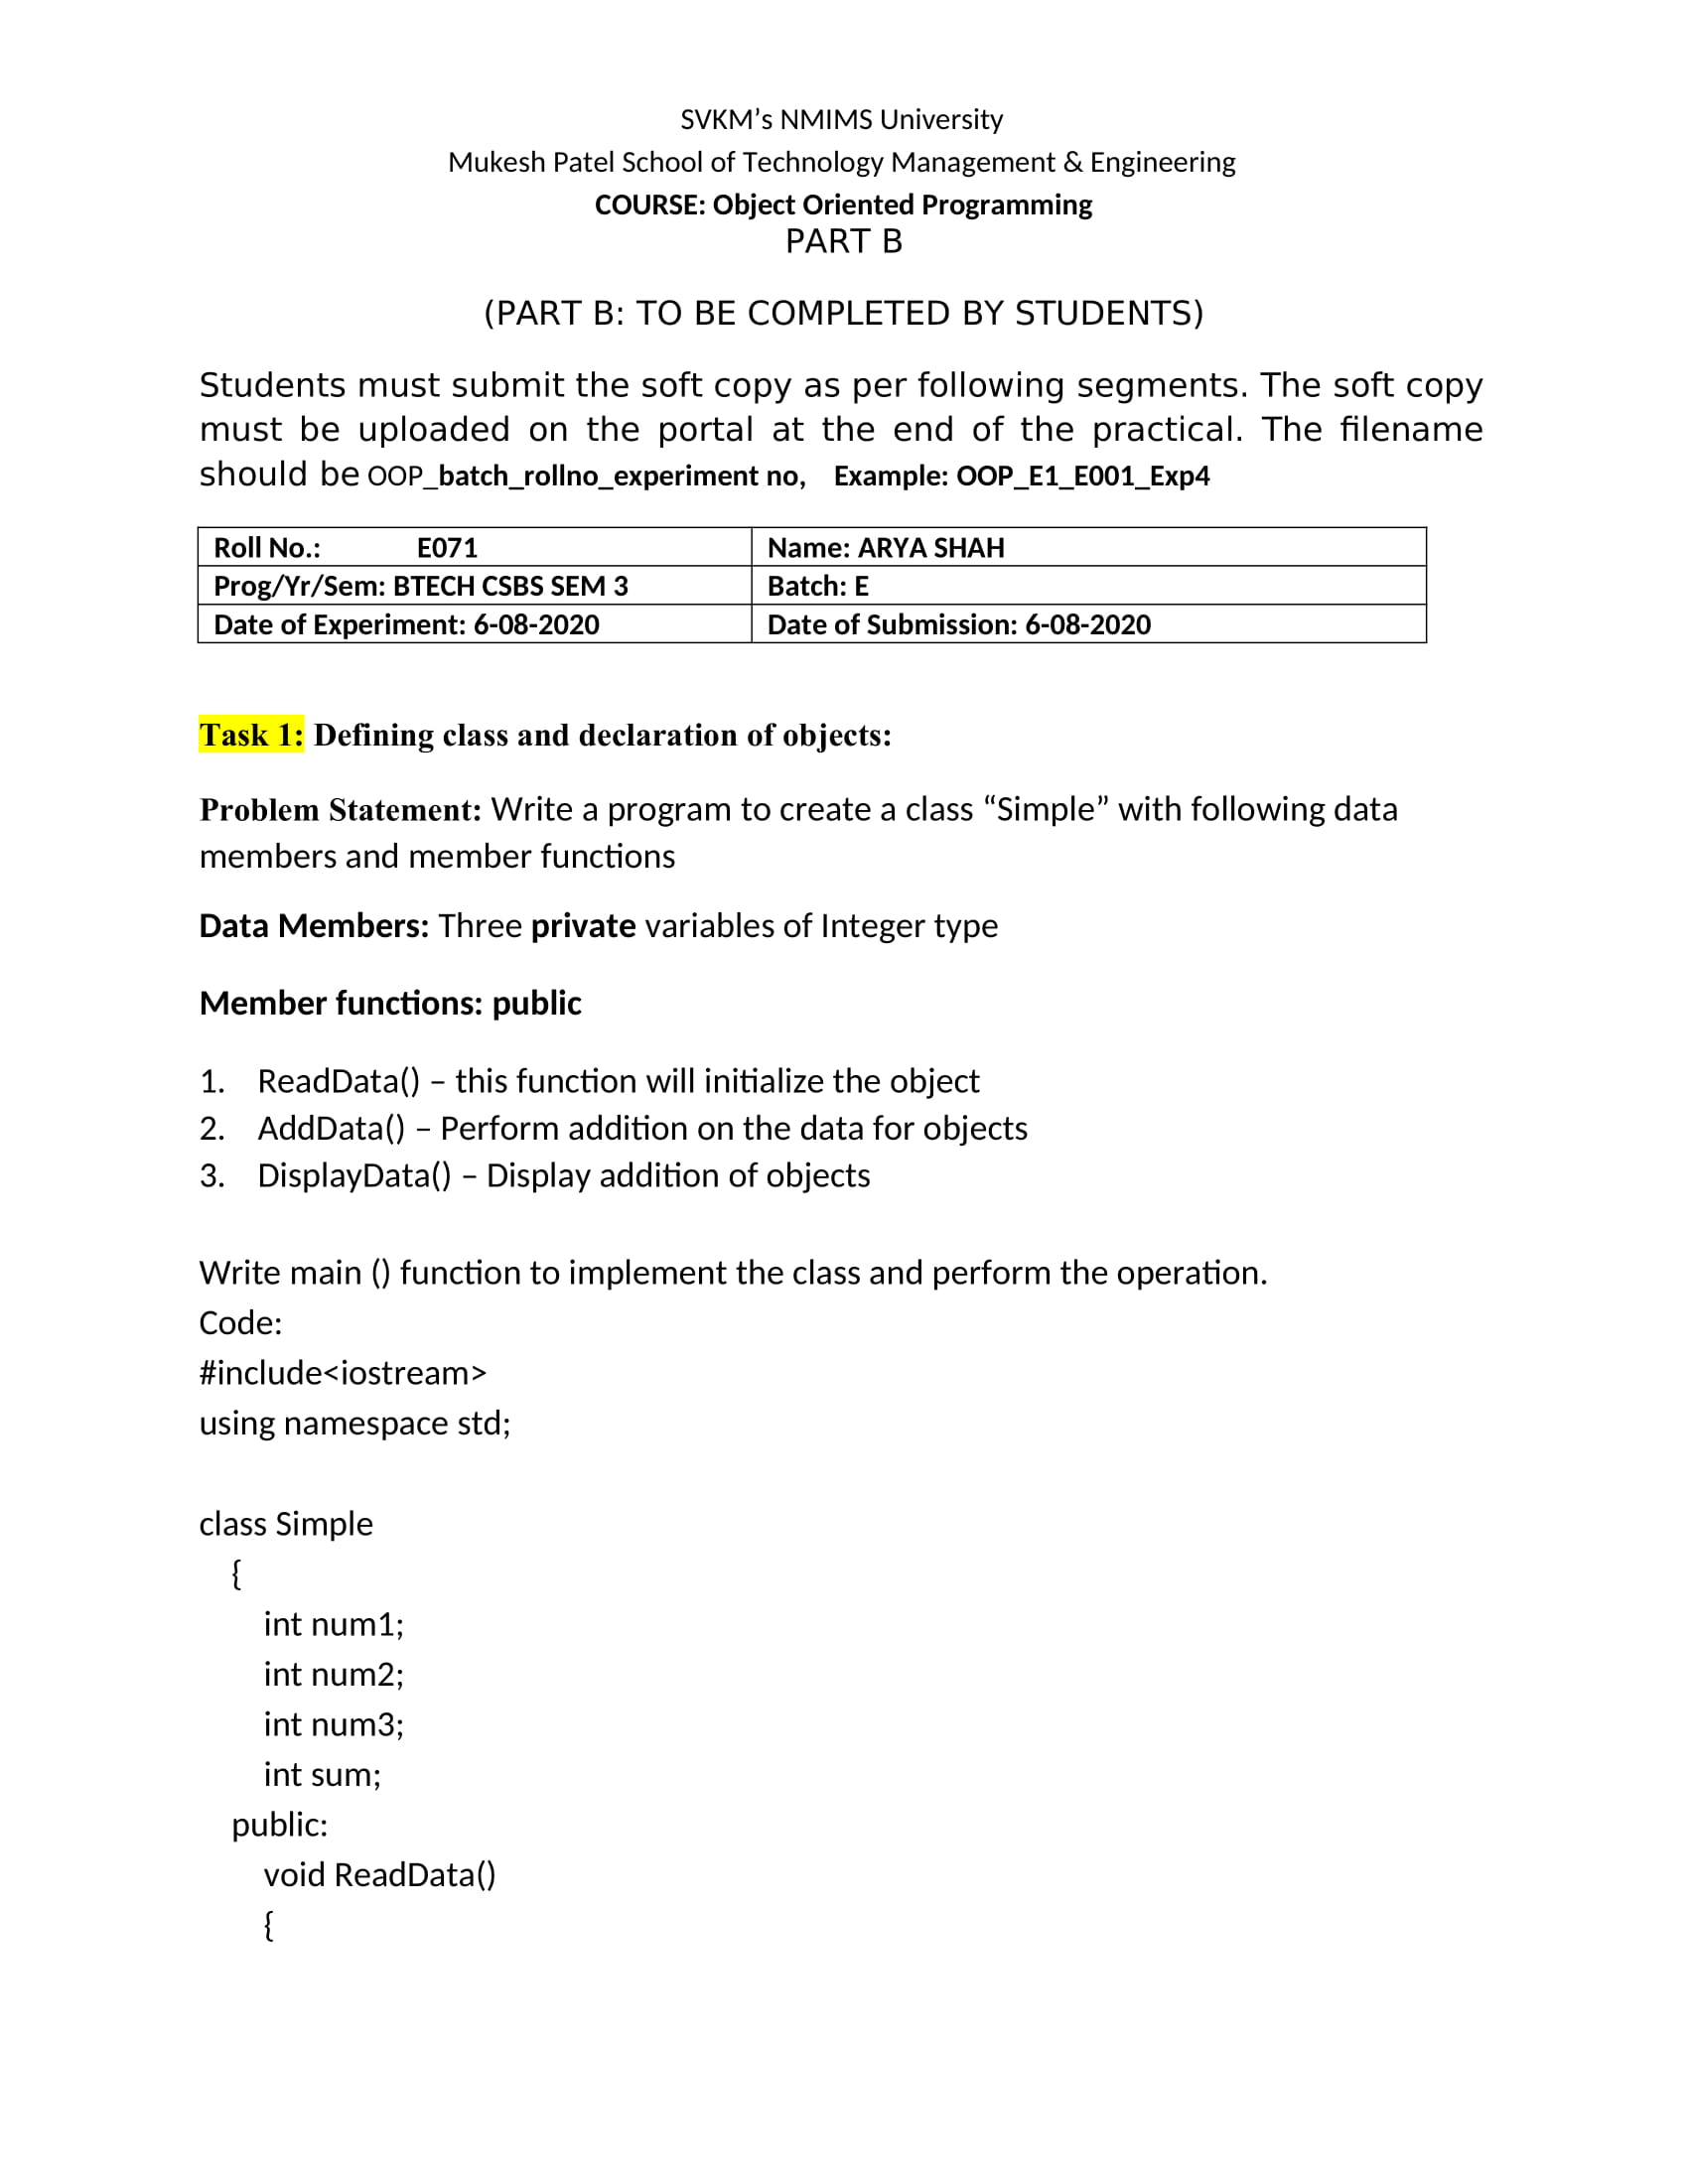 SVKM’s NMIMS University
Mukesh Patel School of Technology Management & Engineering
COURSE: Object Oriented Programming
PART B
(PART B: TO BE COMPLETED BY STUDENTS)
Students must submit the soft copy as per following segments. The soft copy
must be uploaded on the portal at the end of the practical. The filename
should be OOP_batch_rollno_experiment no, Example: OOP_E1_E001_Exp4
Roll No.: E071 Name: ARYA SHAH
Prog/Yr/Sem: BTECH CSBS SEM 3 Batch: E
Date of Experiment: 6-08-2020 Date of Submission: 6-08-2020
Task 1: Defining class and declaration of objects:
Problem Statement: Write a program to create a class “Simple” with following data
members and member functions
Data Members: Three private variables of Integer type
Member functions: public
1. ReadData() – this function will initialize the object
2. AddData() – Perform addition on the data for objects
3. DisplayData() – Display addition of objects
Write main () function to implement the class and perform the operation.
Code:
#include<iostream>
using namespace std;
class Simple
{
int num1;
int num2;
int num3;
int sum;
public:
void ReadData()
{